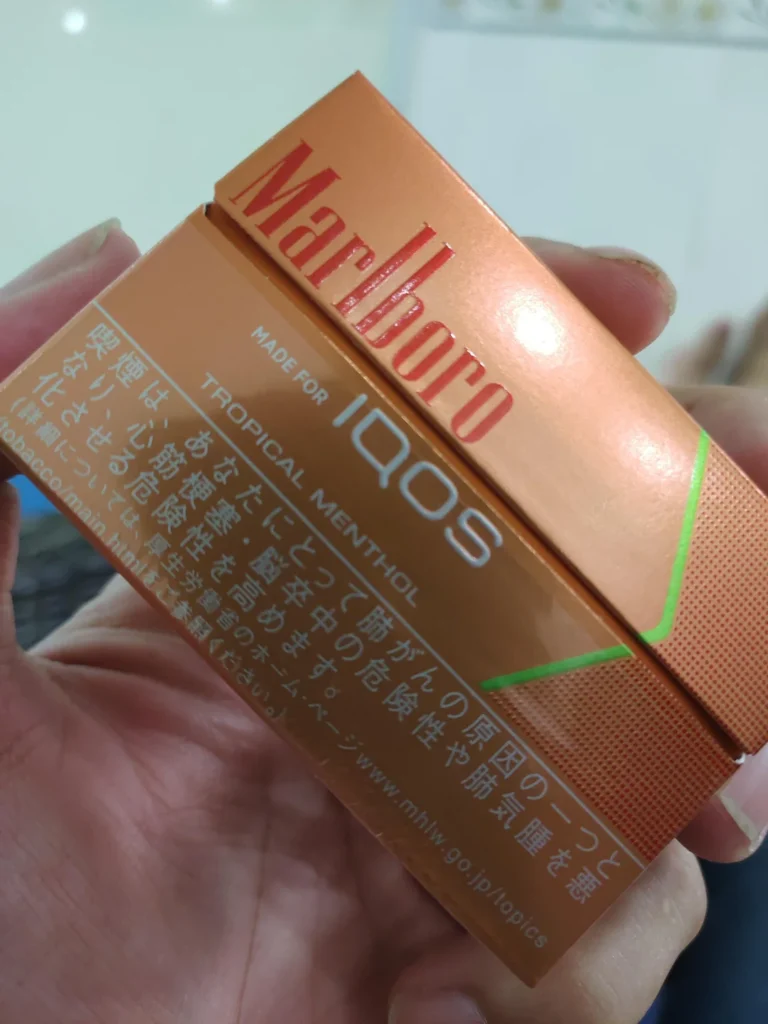 Marlboro
MADE FOR IQOS
TROPICAL MENTHOL
喫煙は、あなたにとって肺がんの原因の一つと
なり、心筋梗塞・脳卒中の危険性や肺気腫を悪
化させる危険性を高めます。
(詳細については、厚生労働省のホーム・ページwww.mhlw.go.jp/topics
tobacco/main.htmlをご参照ください。)